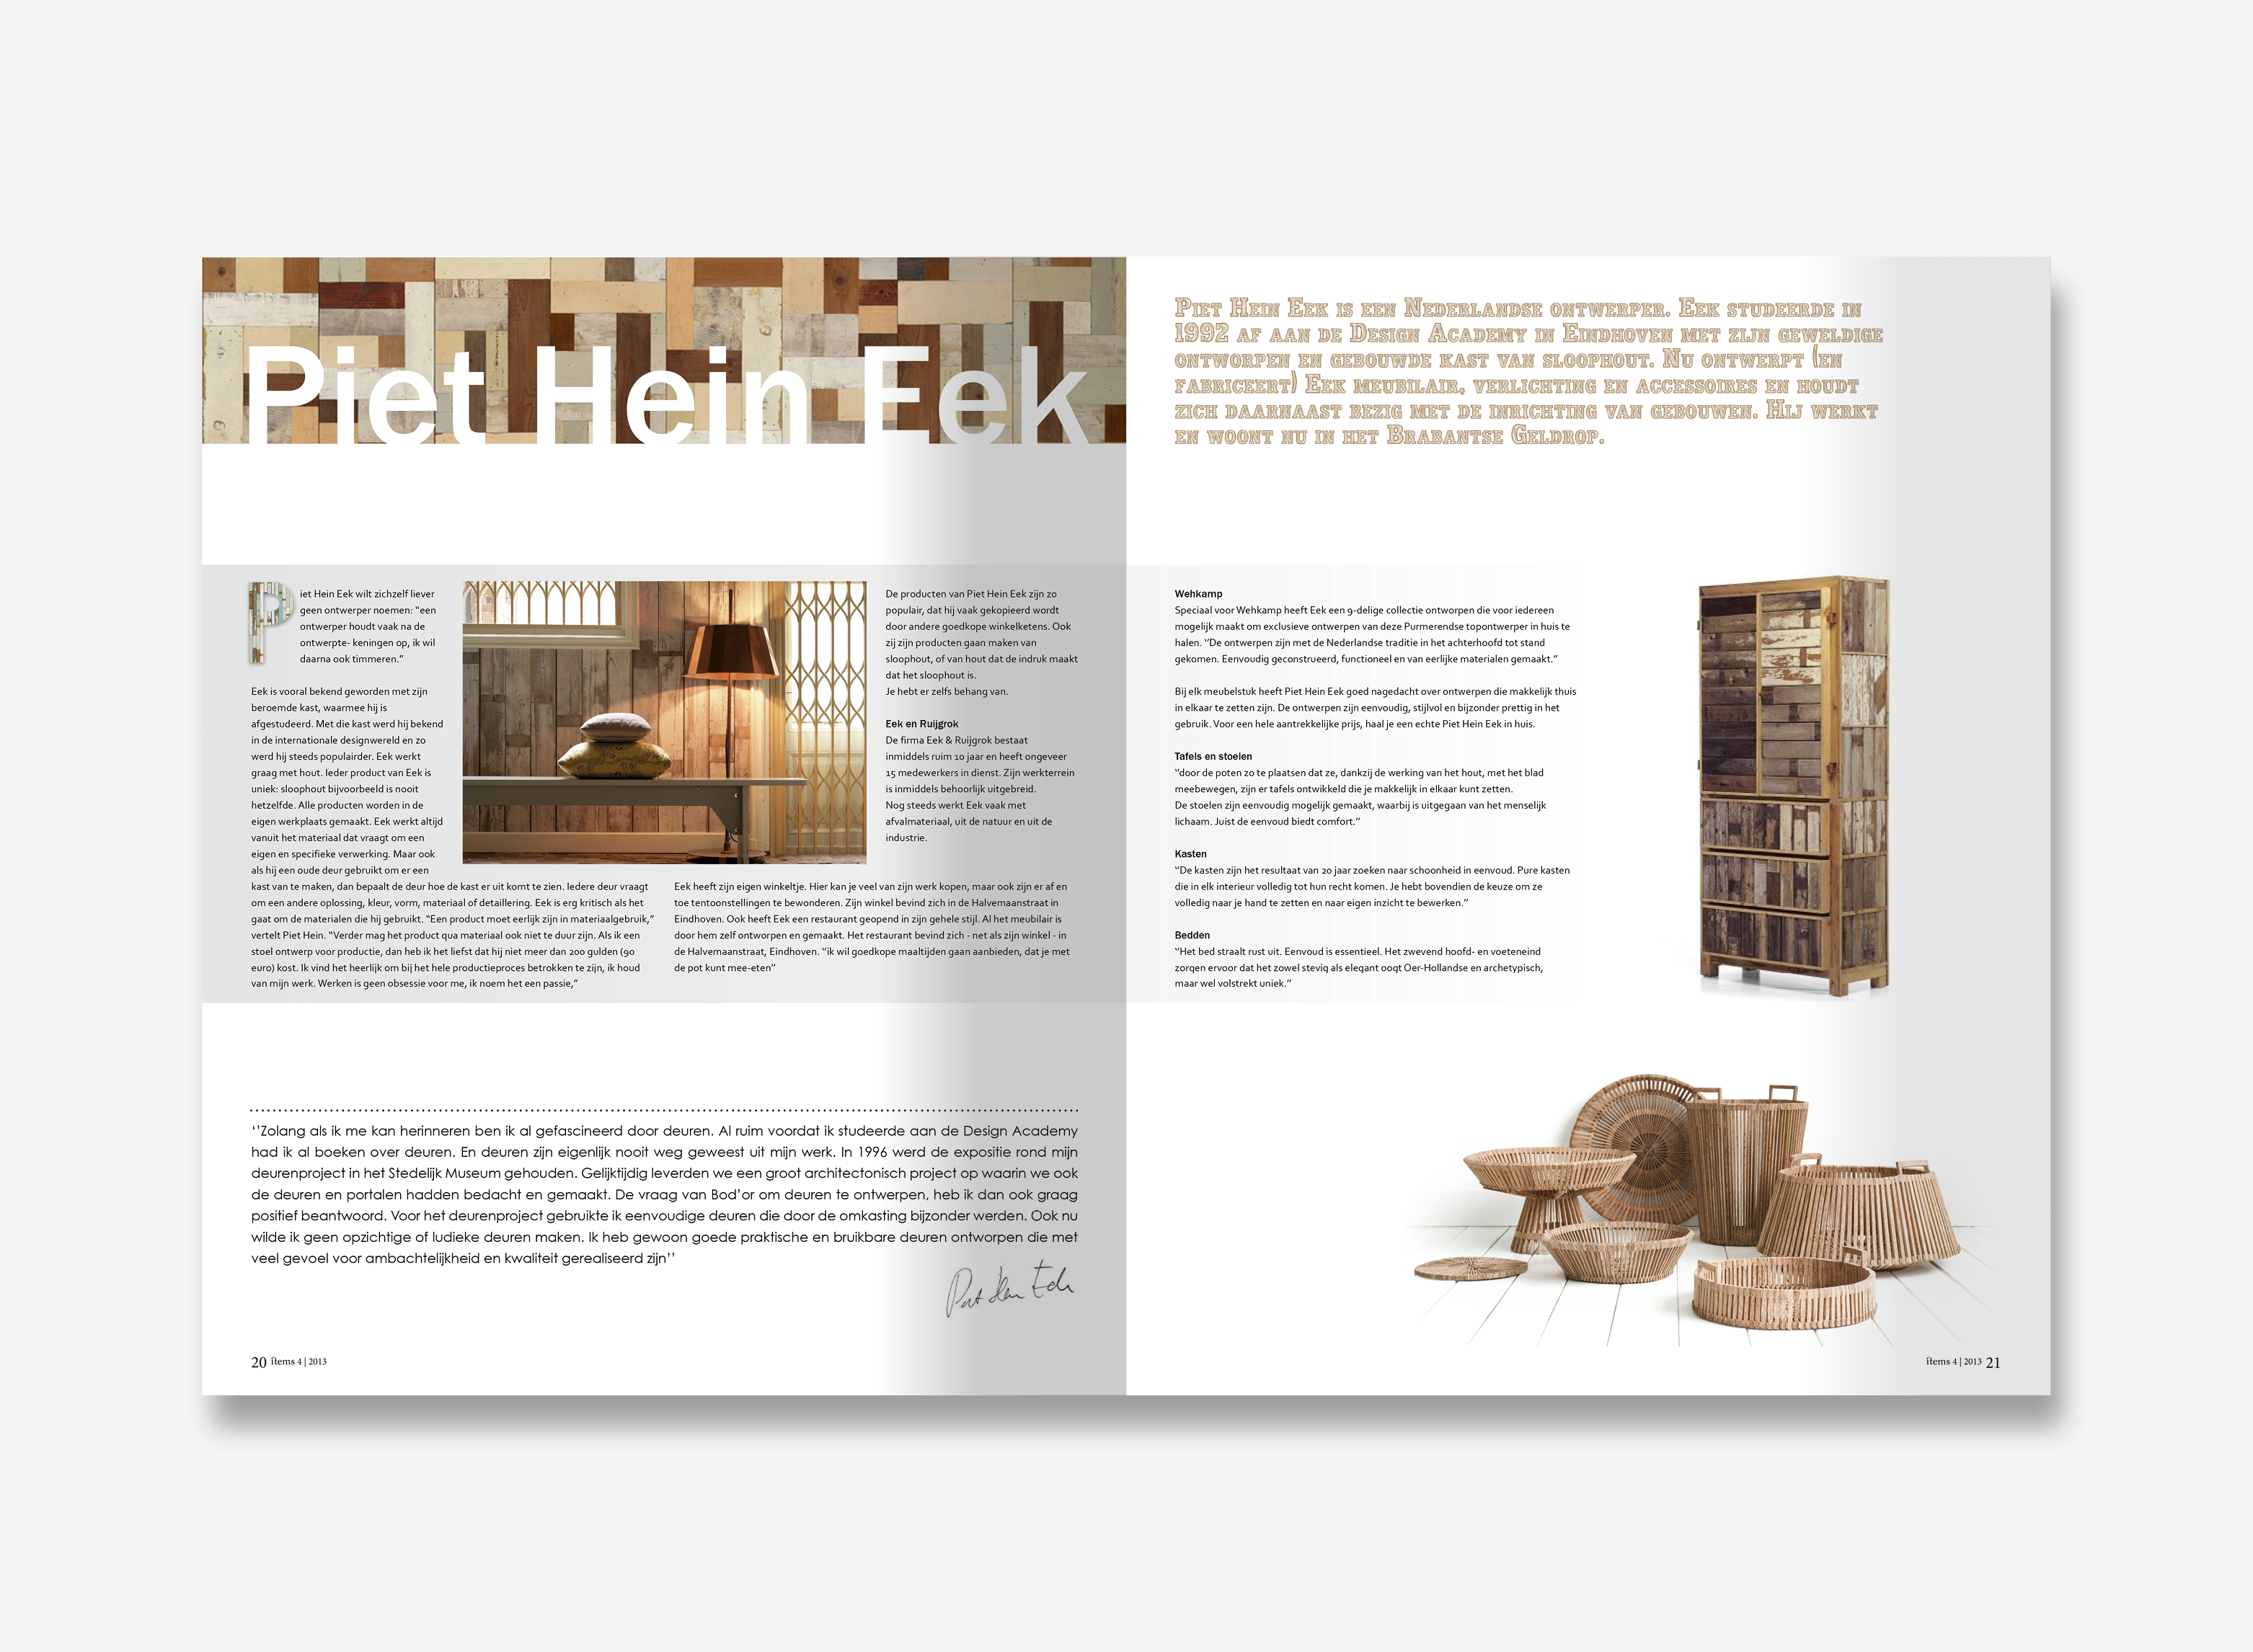 Piet Hein Eek
Piet Hein Eek wilt zichzelf liever
geen ontwerper noemen: “een
ontwerper houdt vaak na de
ontwerpte- keningen op, ik wil
daarna ook timmeren.”
Eek is vooral bekend geworden met zijn
beroemde kast, waarmee hij is
afgestudeerd. Met die kast werd hij bekend
in de internationale designwereld en zo
werd hij steeds populairder. Eek werkt
graag met hout. Ieder product van Eek is
uniek: sloophout bijvoorbeeld is nooit
hetzelfde. Alle producten worden in de
eigen werkplaats gemaakt. Eek werkt altijd
vanuit het materiaal dat vraagt om een
eigen en specifieke verwerking. Maar ook
als hij een oude deur gebruikt om er een
kast van te maken, dan bepaalt de deur hoe de kast er uit komt te zien. Iedere deur vraagt
om een andere oplossing, kleur, vorm, materiaal of detaillering. Eek is erg kritisch als het
gaat om de materialen die hij gebruikt. “Een product moet eerlijk zijn in materiaalgebruik,”
vertelt Piet Hein. “Verder mag het product qua materiaal ook niet te duur zijn. Als ik een
stoel ontwerp voor productie, dan heb ik het liefst dat hij niet meer dan 200 gulden (90
euro) kost. Ik vind het heerlijk om bij het hele productieproces betrokken te zijn, ik houd
van mijn werk. Werken is geen obsessie voor me, ik noem het een passie,”
De producten van Piet Hein Eek zijn zo
populair, dat hij vaak gekopieerd wordt
door andere goedkope winkelketens. Ook
zij zijn producten gaan maken van
sloophout, of van hout dat de indruk maakt
dat het sloophout is.
Je hebt er zelfs behang van.
Eek en Ruijgrok
De firma Eek & Ruijgrok bestaat
inmiddels ruim 10 jaar en heeft ongeveer
15 medewerkers in dienst. Zijn werkterrein
is inmiddels behoorlijk uitgebreid.
Nog steeds werkt Eek vaak met
afvalmateriaal, uit de natuur en uit de
industrie.
Eek heeft zijn eigen winkeltje. Hier kan je veel van zijn werk kopen, maar ook zijn er af en
toe tentoonstellingen te bewonderen. Zijn winkel bevind zich in de Halvemaanstraat in
Eindhoven. Ook heeft Eek een restaurant geopend in zijn gehele stijl. Al het meubilair is
door hem zelf ontworpen en gemaakt. Het restaurant bevind zich - net als zijn winkel - in
de Halvemaanstraat, Eindhoven. ‘’ik wil goedkope maaltijden gaan aanbieden, dat je met
de pot kunt mee-eten’’
‘’Zolang als ik me kan herinneren ben ik al gefascineerd door deuren. Al ruim voordat ik studeerde aan de Design Academy
had ik al boeken over deuren. En deuren zijn eigenlijk nooit weg geweest uit mijn werk. In 1996 werd de expositie rond mijn
deurenproject in het Stedelijk Museum gehouden. Gelijktijdig leverden we een groot architectonisch project op waarin we ook
de deuren en portalen hadden bedacht en gemaakt. De vraag van Bod’or om deuren te ontwerpen, heb ik dan ook graag
positief beantwoord. Voor het deurenproject gebruikte ik eenvoudige deuren die door de omkasting bijzonder werden. Ook nu
wilde ik geen opzichtige of ludieke deuren maken. Ik heb gewoon goede praktische en bruikbare deuren ontworpen die met
veel gevoel voor ambachtelijkheid en kwaliteit gerealiseerd zijn’’
20 items 4 | 2013
Piet Hein Eek is een Nederlandse ontwerper. Eek studeerde in
1992 af aan de Design Academy in Eindhoven met zijn geweldige
ontworpen en gebouwde kast van sloophout. Nu ontwerpt (en
fabriceert) Eek meubilair, verlichting en accessoires en houdt
zich daarnaast bezig met de inrichting van gebouwen. Hij werkt
en woont nu in het Brabantse Geldrop.
Wehkamp
Speciaal voor Wehkamp heeft Eek een 9-delige collectie ontworpen die voor iedereen
mogelijk maakt om exclusieve ontwerpen van deze Purmerendse topontwerper in huis te
halen. ‘’De ontwerpen zijn met de Nederlandse traditie in het achterhoofd tot stand
gekomen. Eenvoudig geconstrueerd, functioneel en van eerlijke materialen gemaakt.’’
Bij elk meubelstuk heeft Piet Hein Eek goed nagedacht over ontwerpen die makkelijk thuis
in elkaar te zetten zijn. De ontwerpen zijn eenvoudig, stijlvol en bijzonder prettig in het
gebruik. Voor een hele aantrekkelijke prijs, haal je een echte Piet Hein Eek in huis.
Tafels en stoelen
‘’door de poten zo te plaatsen dat ze, dankzij de werking van het hout, met het blad
meebewegen, zijn er tafels ontwikkeld die je makkelijk in elkaar kunt zetten.
De stoelen zijn eenvoudig mogelijk gemaakt, waarbij is uitgegaan van het menselijk
lichaam. Juist de eenvoud biedt comfort.’’
Kasten
‘’De kasten zijn het resultaat van 20 jaar zoeken naar schoonheid in eenvoud. Pure kasten
die in elk interieur volledig tot hun recht komen. Je hebt bovendien de keuze om ze
volledig naar je hand te zetten en naar eigen inzicht te bewerken.’’
Bedden
‘’Het bed straalt rust uit. Eenvoud is essentieel. Het zwevend hoofd- en voeteneind
zorgen ervoor dat het zowel stevig als elegant oogt Oer-Hollandse en archetypisch,
maar wel volstrekt uniek.’’
items 4 | 2013 21